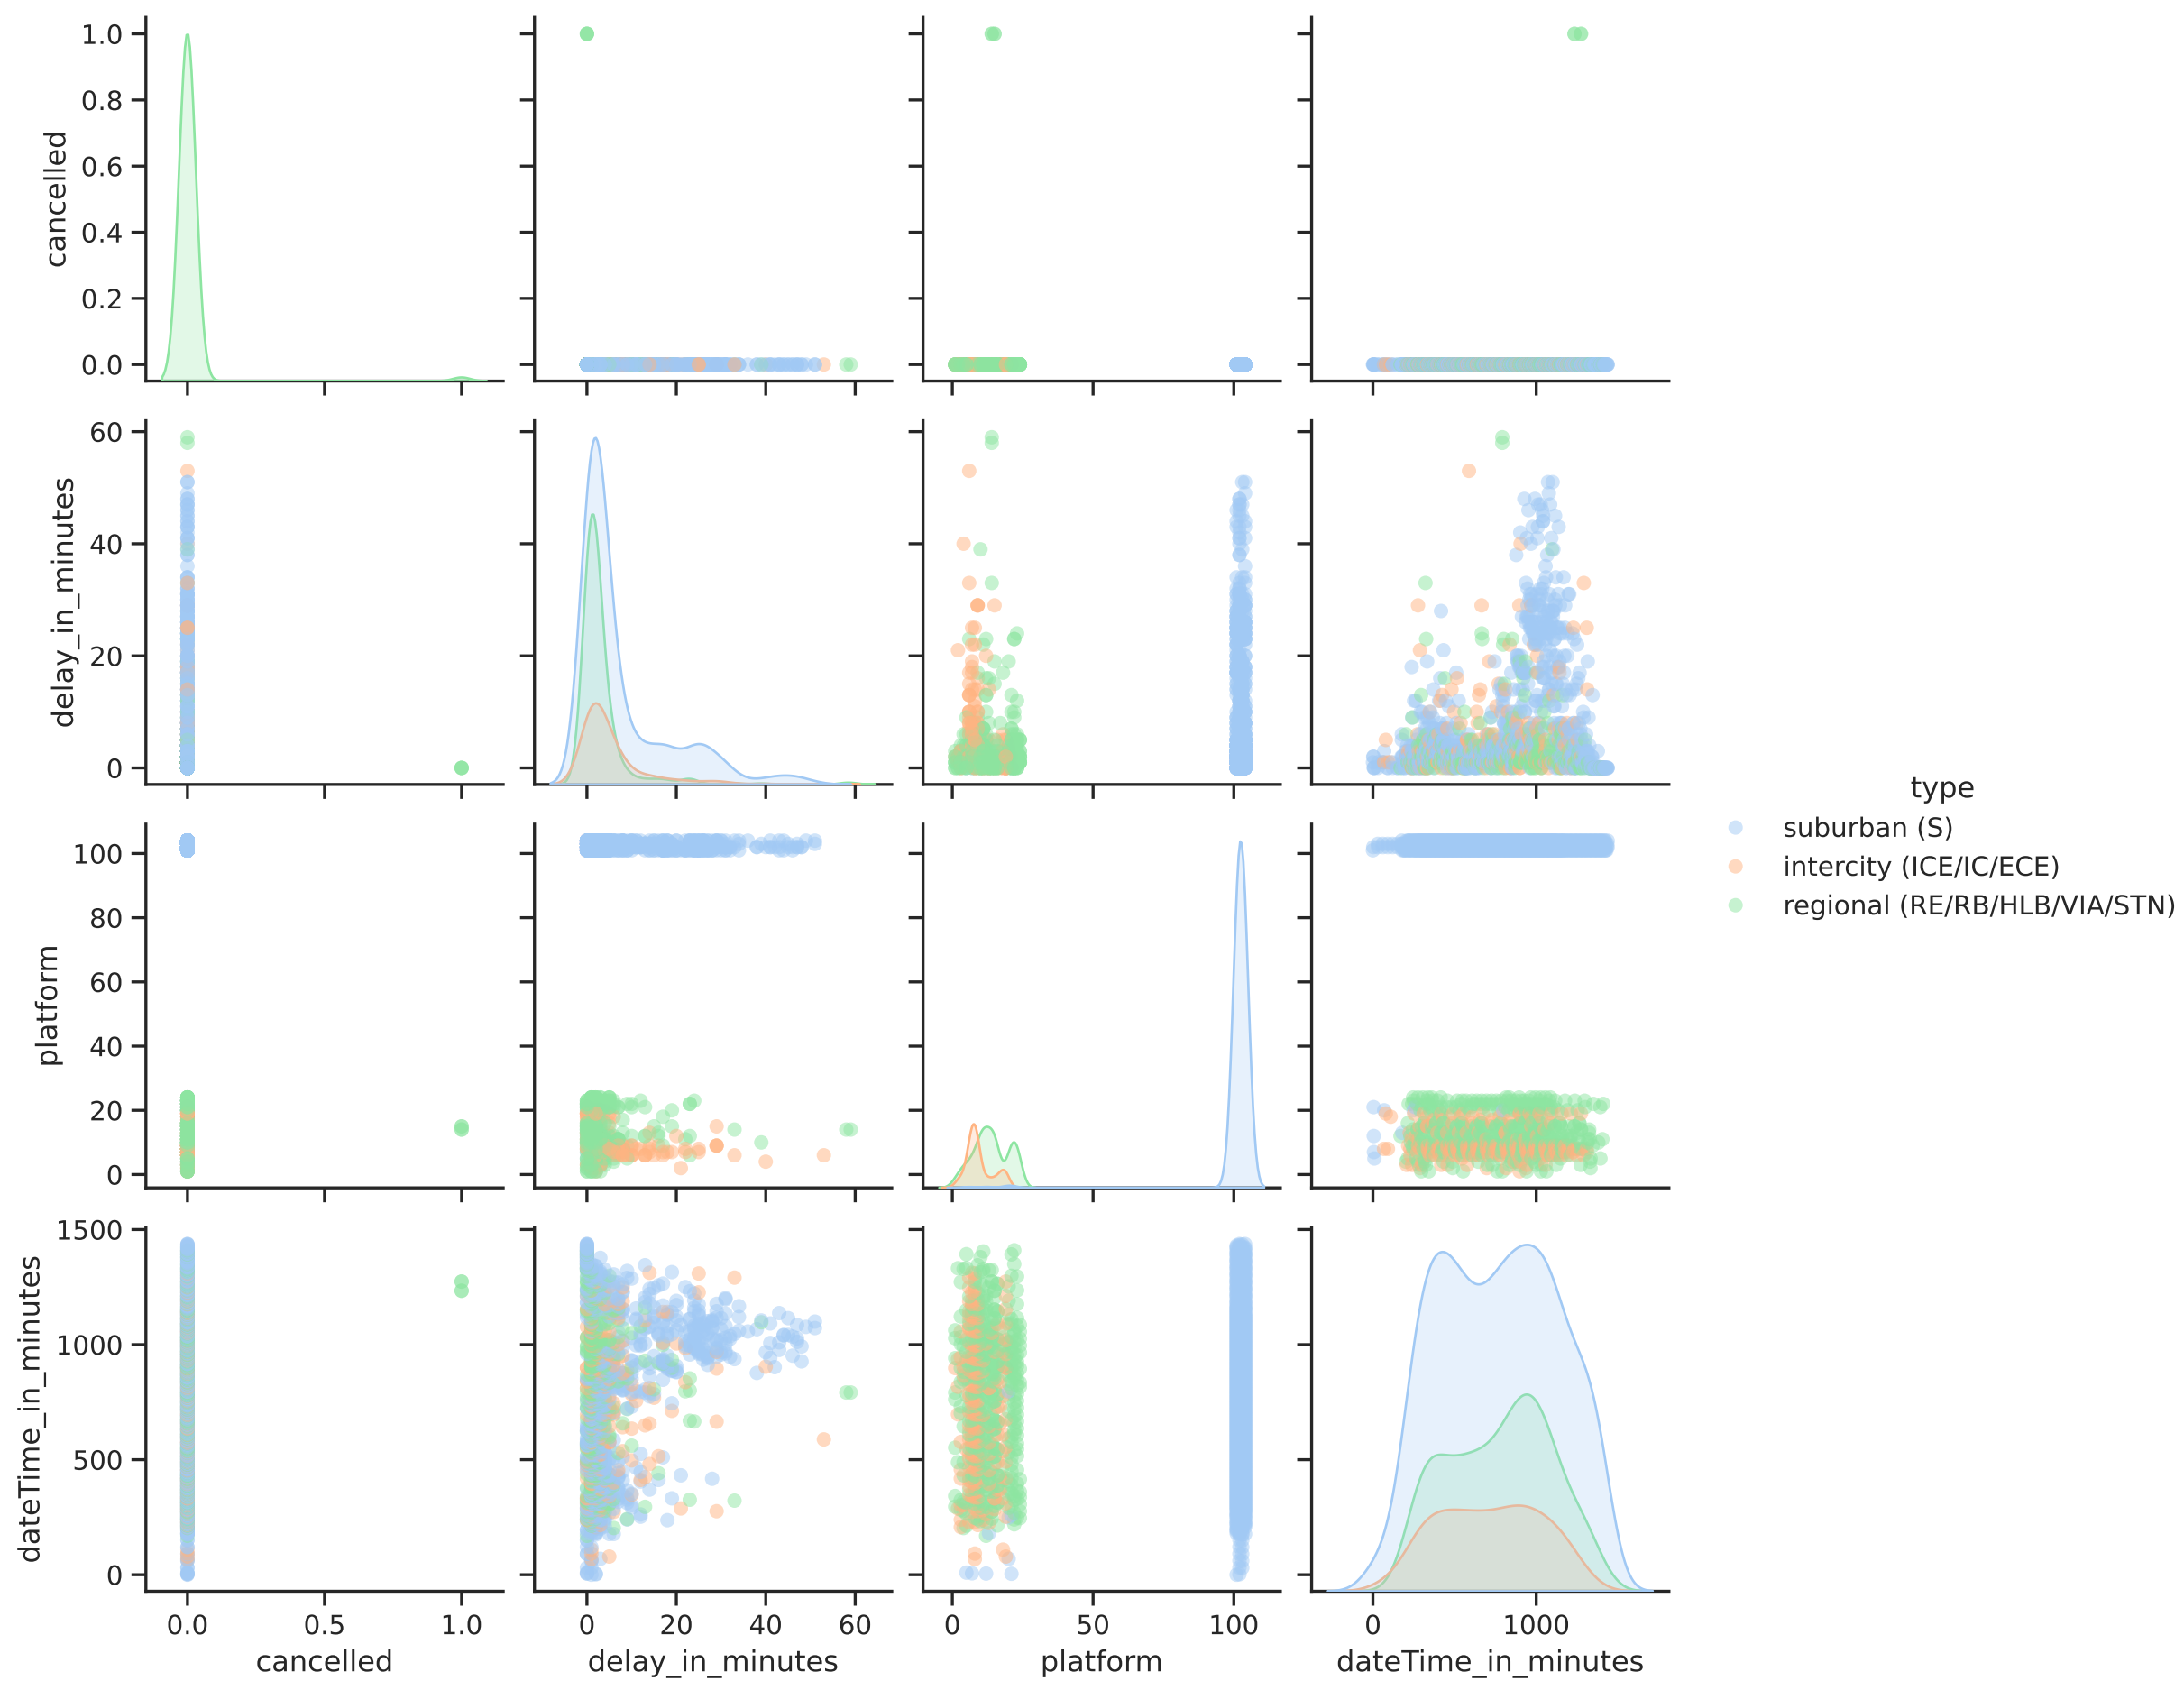 1.0
0.8
0.6
0.4
0.2
0.0
cancelled
60
40
20
0
delay_in_minutes
100
80
60
40
20
0
platform
1500
1000
500
0
dateTime_in_minutes
0.0 0.5 1.0
cancelled
0 20 40 60
delay_in_minutes
0 50 100
platform
0 1000
dateTime_in_minutes
type
suburban (S)
intercity (ICE/IC/ECE)
regional (RE/RB/HLB/VIA/STN)